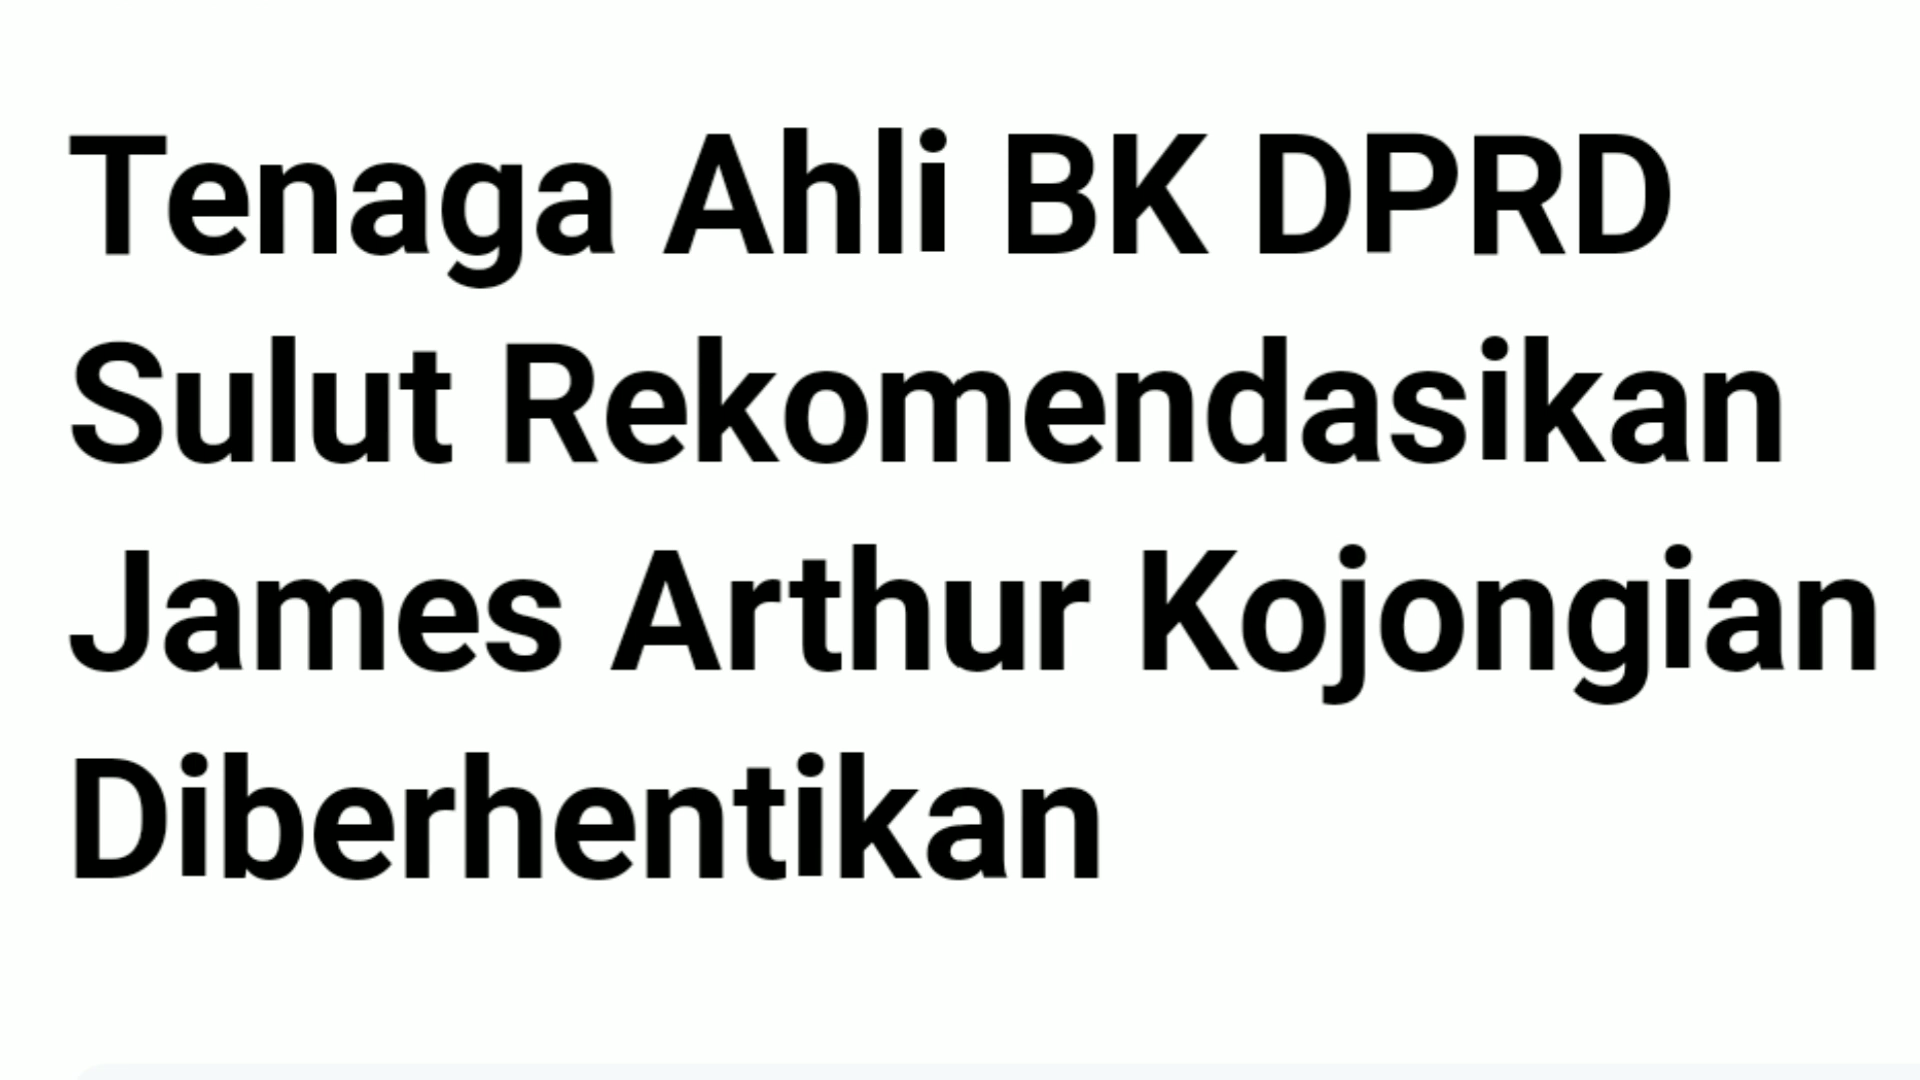 Tenaga Ahli BK DPRD
Sulut Rekomendasikan
James Arthur Kojongian
Diberhentikan